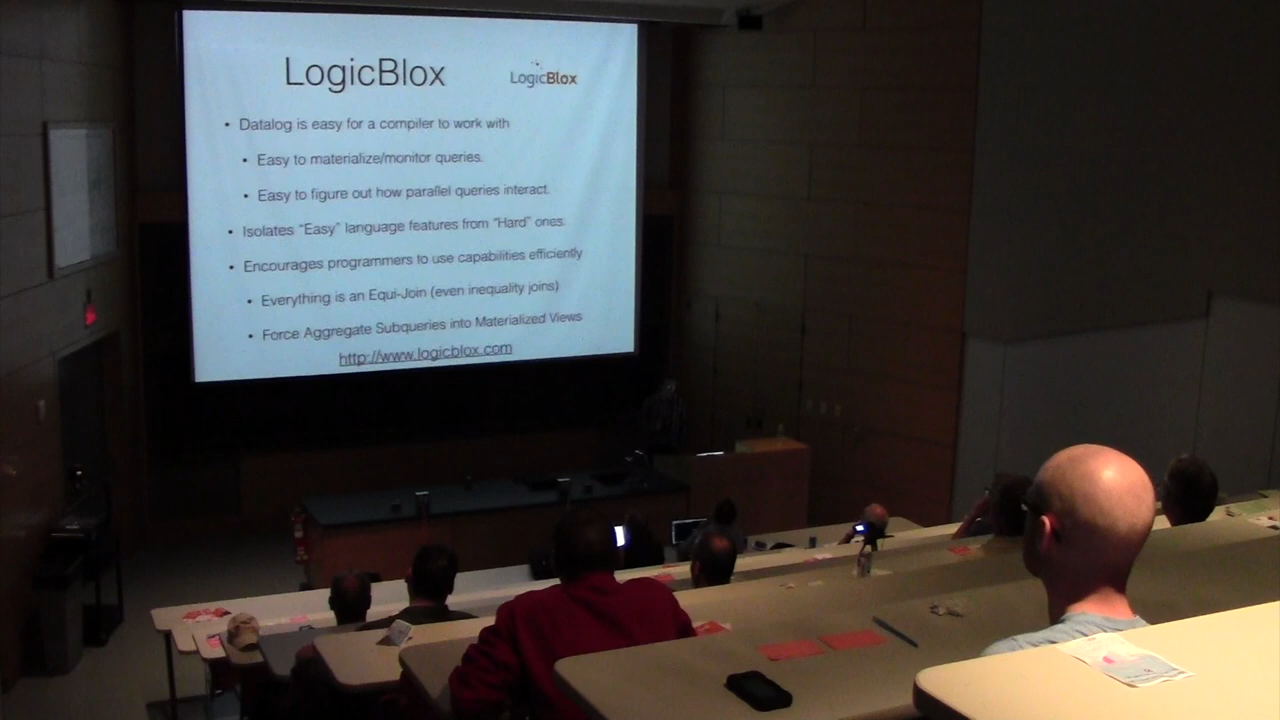 LogicBlox
LogicBlox
• Datalog is easy for a compiler to work with
• Easy to materialize/monitor queries.
• Easy to figure out how parallel queries interact.
• Isolates “Easy” language features from “Hard” ones.
• Encourages programmers to use capabilities efficiently
• Everything is an Equi-Join (even inequality joins)
• Force Aggregate Subqueries into Materialized Views
http://www.logicblox.com